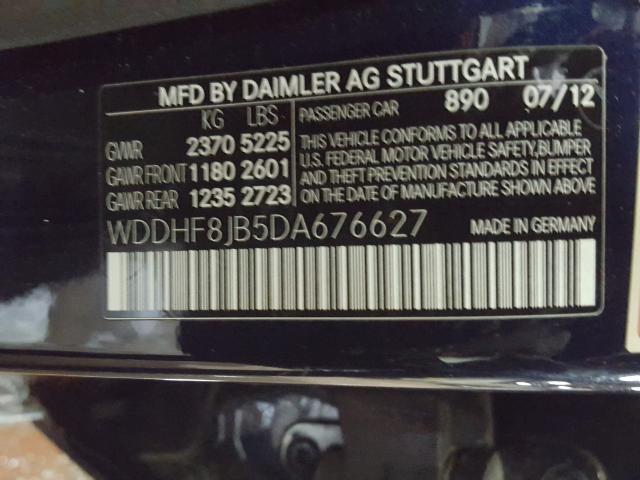 MFD BY DAIMLER AG STUTTGART
KG LBS
GVWR 2370 5225
GAWR FRONT 1180 2601
GAWR REAR 1235 2723
PASSENGER CAR 890 07/12
THIS VEHICLE CONFORMS TO ALL APPLICABLE
U.S. FEDERAL MOTOR VEHICLE SAFETY, BUMPER
AND THEFT PREVENTION STANDARDS IN EFFECT
ON THE DATE OF MANUFACTURE SHOWN ABOVE
WDDHF8JB5DA676627
MADE IN GERMANY